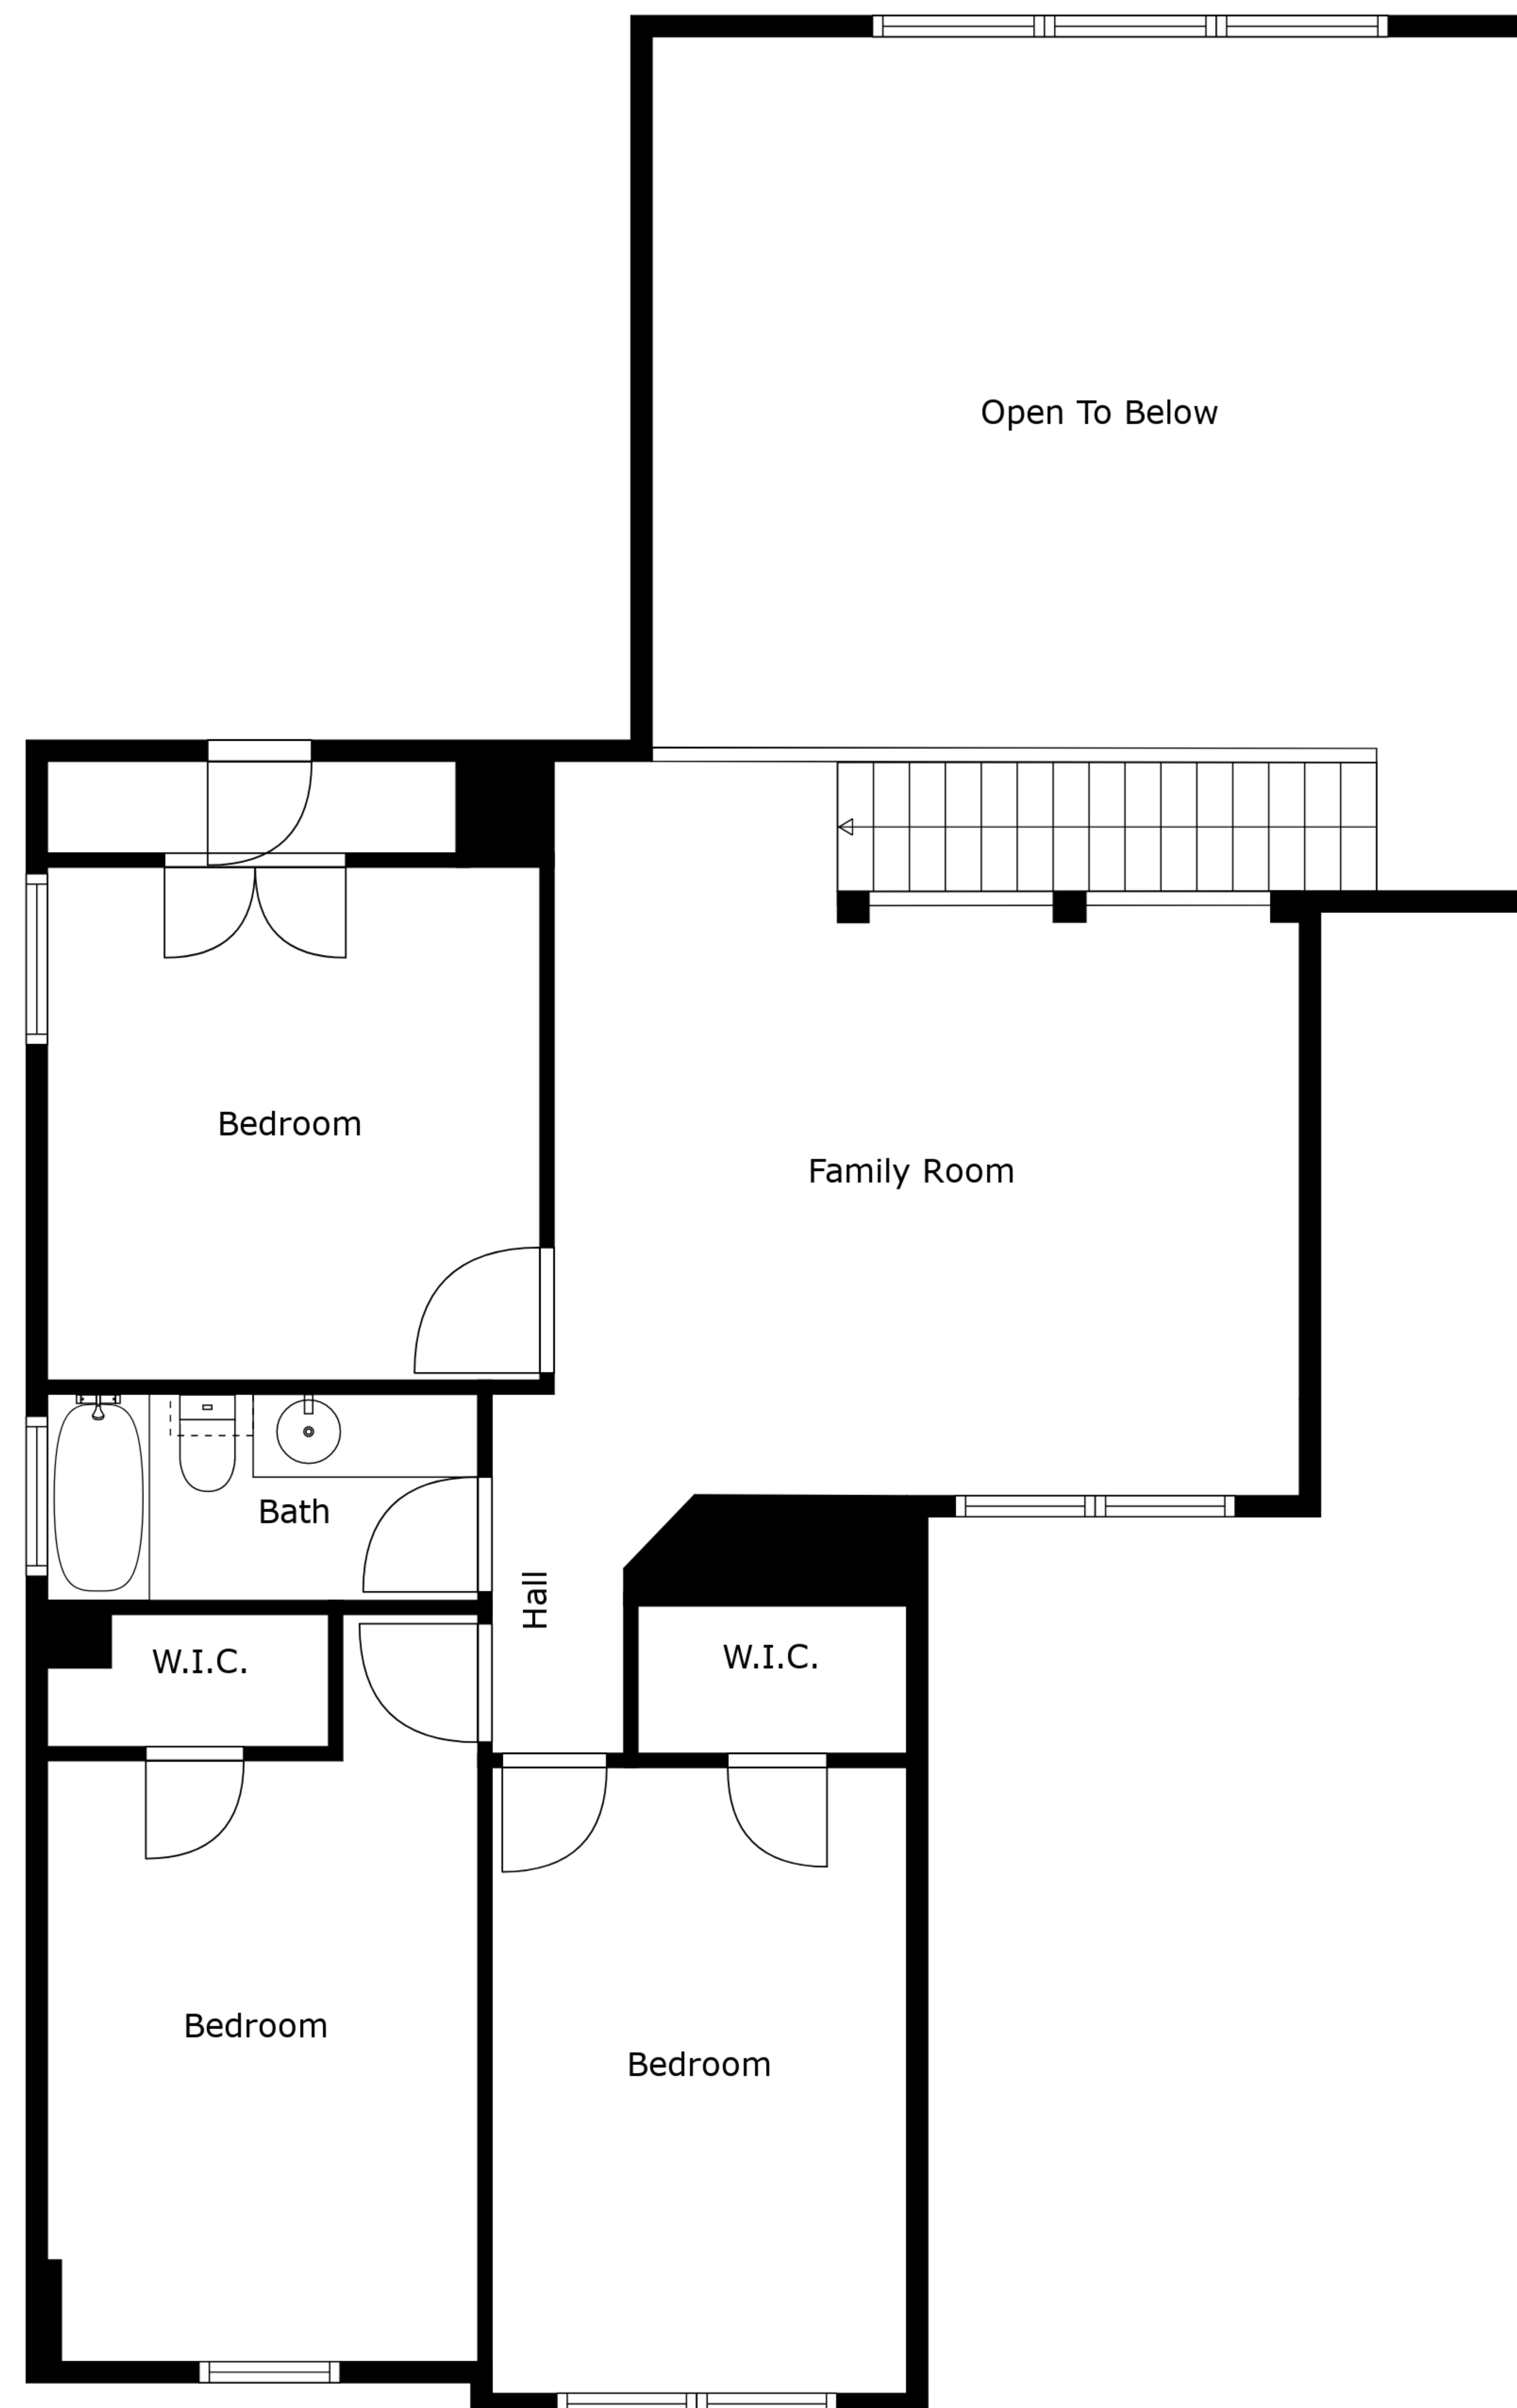 Open To Below
Bedroom
Family Room
Bath
Hall
W.I.C.
W.I.C.
Bedroom
Bedroom